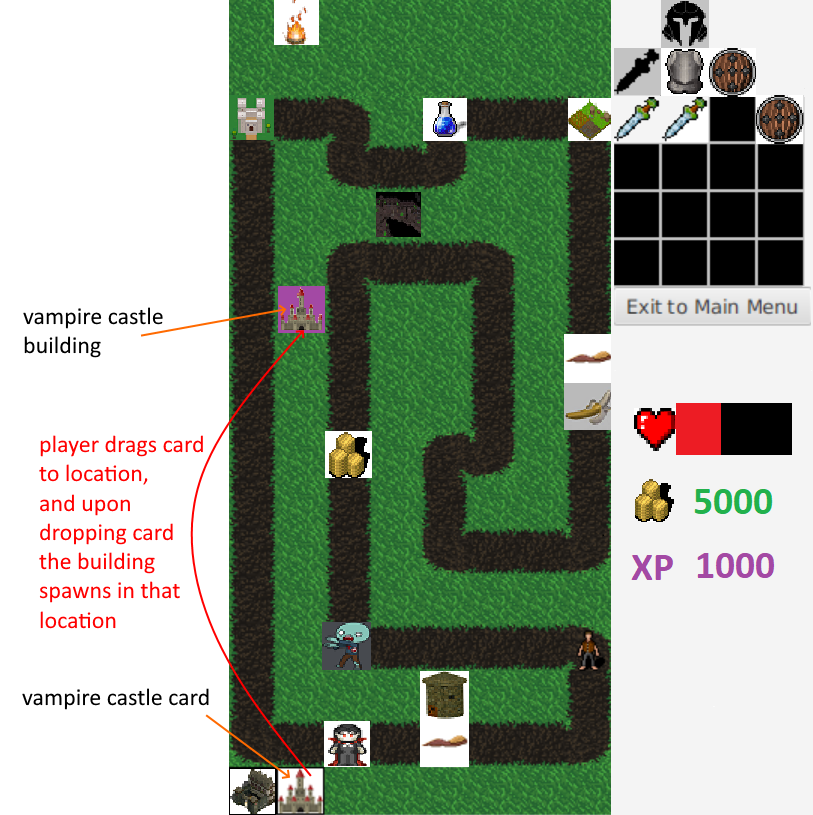 Exit to Main Menu
vampire castle
building
player drags card
to location,
and upon
dropping card
the building
spawns in that
location
5000
XP 1000
vampire castle card